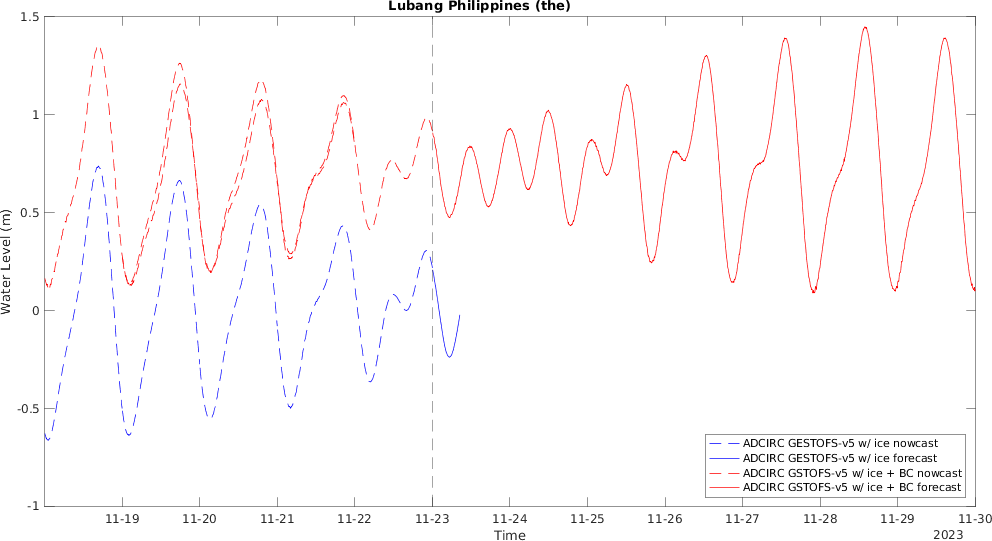 Lubang Philippines (the)
1.5
1
0.5
0
-0.5
-1
Water Level (m)
ADCIRC GESTOFS-v5 w/ ice nowcast
ADCIRC GESTOFS-v5 w/ ice forecast
ADCIRC GSTOFS-v5 w/ ice + BC nowcast
ADCIRC GSTOFS-v5 w/ ice + BC forecast
11-19 11-20 11-21 11-22 11-23 11-24 11-25 11-26 11-27 11-28 11-29 11-30
Time
2023